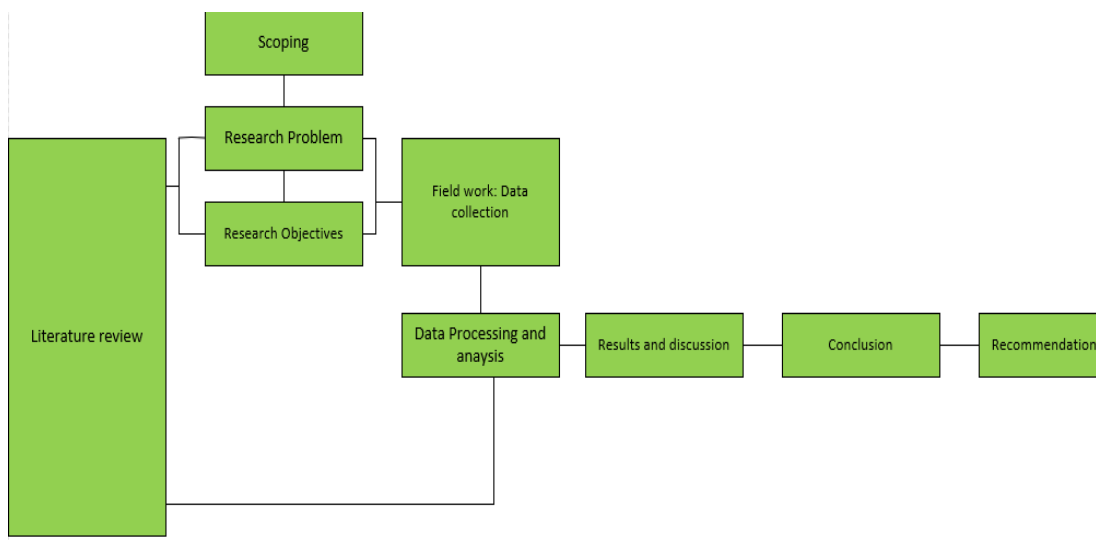 Scoping
Research Problem
Research Objectives
Literature review
Field work: Data
collection
Data Processing and
anaysis
Results and discussion
Conclusion
Recommendation